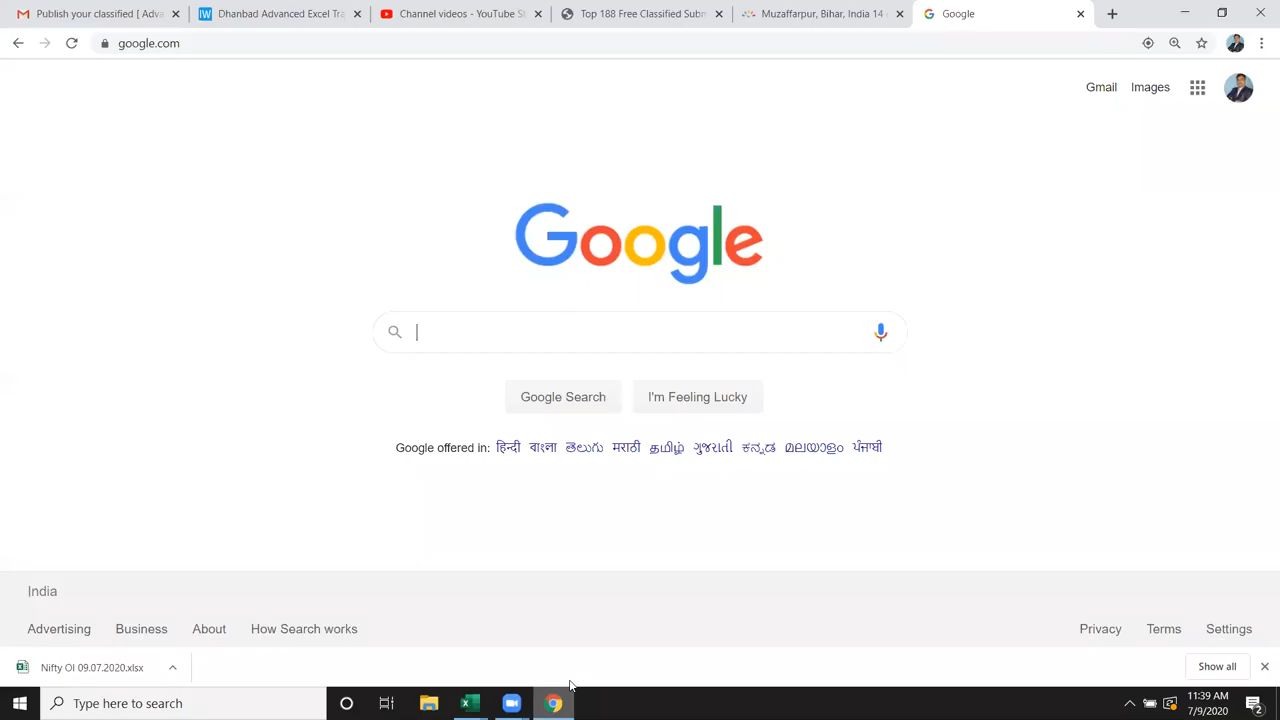 Publish your classified [ Adva
Dhanbad Advanced Excel Tra
Channel videos - YouTube St
Top 188 Free Classified Subm
Muzaffarpur, Bihar, India 14
Google
google.com
Gmail Images
Google
Google Search I'm Feeling Lucky
Google offered in: हिन्दी বাংলা తెలుగు मराठी தமிழ் ગુજરાતી ಕನ್ನಡ മലയാളം ਪੰਜਾਬੀ
India
Advertising Business About How Search works Privacy Terms Settings
Nifty OI 09.07.2020.xlsx Show all
Type here to search
11:39 AM
7/9/2020
2